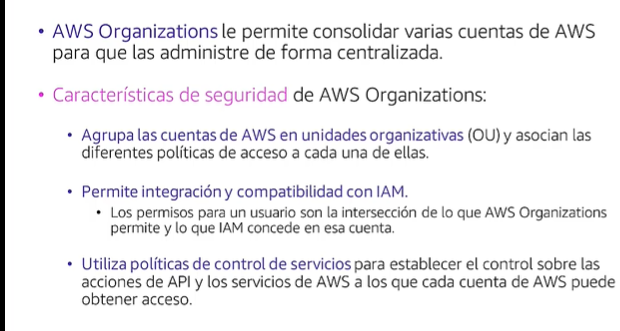 • AWS Organizations le permite consolidar varias cuentas de AWS
para que las administre de forma centralizada.
• Características de seguridad de AWS Organizations:
• Agrupa las cuentas de AWS en unidades organizativas (OU) y asocian las
diferentes políticas de acceso a cada una de ellas.
• Permite integración y compatibilidad con IAM.
• Los permisos para un usuario son la intersección de lo que AWS Organizations
permite y lo que IAM concede en esa cuenta.
• Utiliza políticas de control de servicios para establecer el control sobre las
acciones de API y los servicios de AWS a los que cada cuenta de AWS puede
obtener acceso.